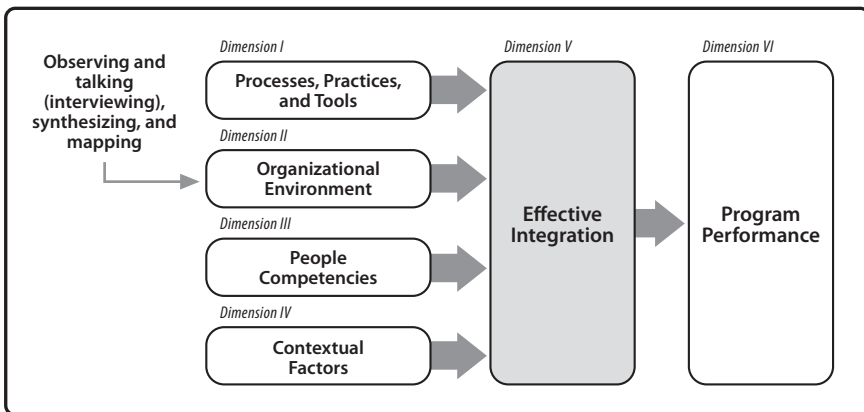 Observing and
talking
(interviewing),
synthesizing, and
mapping
Dimension I
Processes, Practices,
and Tools
Dimension II
Organizational
Environment
Dimension III
People
Competencies
Dimension IV
Contextual
Factors
Dimension V
Effective
Integration
Dimension VI
Program
Performance